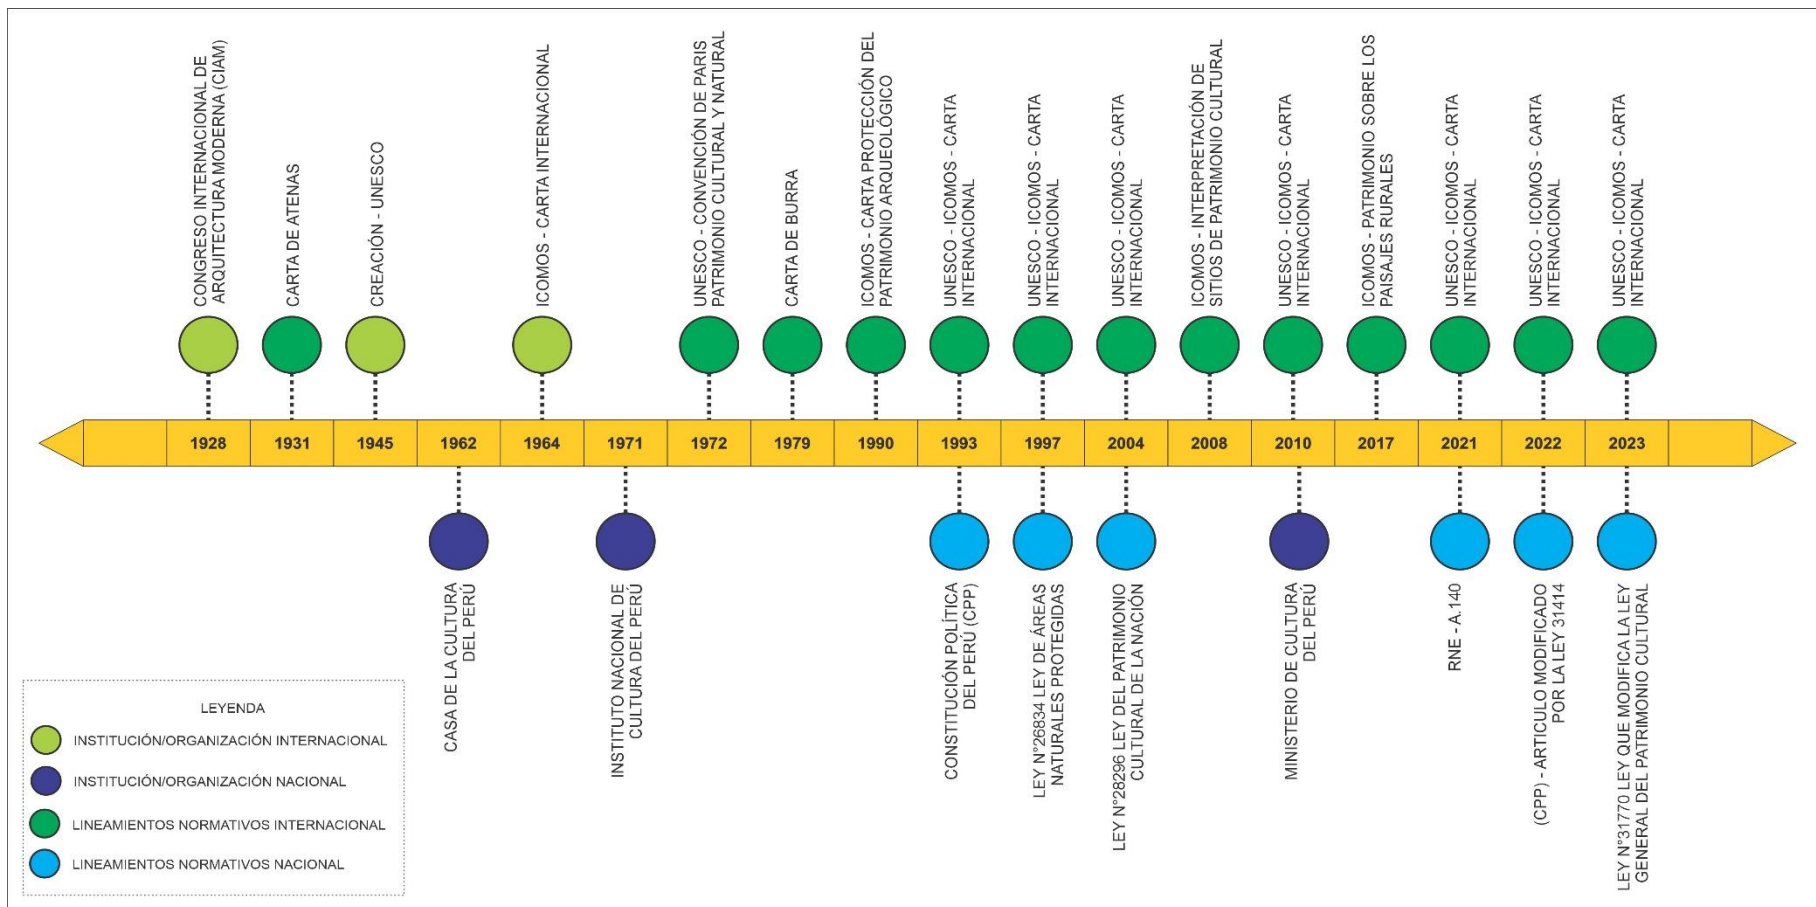 CONGRESO INTERNACIONAL DE
ARQUITECTURA MODERNA (CIAM)
CARTA DE ATENAS
CREACIÓN - UNESCO
ICOMOS - CARTA INTERNACIONAL
UNESCO - CONVENCIÓN DE PARIS
PATRIMONIO CULTURAL Y NATURAL
CARTA DE BURRA
ICOMOS - CARTA PROTECCIÓN DEL
PATRIMONIO ARQUEOLÓGICO
UNESCO - ICOMOS - CARTA
INTERNACIONAL
UNESCO - ICOMOS - CARTA
INTERNACIONAL
UNESCO - ICOMOS - CARTA
INTERNACIONAL
ICOMOS - INTERPRETACIÓN DE
SITIOS DE PATRIMONIO CULTURAL
UNESCO - ICOMOS - CARTA
INTERNACIONAL
ICOMOS - PATRIMONIO SOBRE LOS
PAISAJES RURALES
UNESCO - ICOMOS - CARTA
INTERNACIONAL
UNESCO - ICOMOS - CARTA
INTERNACIONAL
UNESCO - ICOMOS - CARTA
INTERNACIONAL
1928 1931 1945 1962 1964 1971 1972 1979 1990 1993 1997 2004 2008 2010 2017 2021 2022 2023
CASA DE LA CULTURA
DEL PERÚ
INSTITUTO NACIONAL DE
CULTURA DEL PERÚ
CONSTITUCIÓN POLÍTICA
DEL PERÚ (CPP)
LEY N°26834 LEY DE ÁREAS
NATURALES PROTEGIDAS
LEY N°28296 LEY DEL PATRIMONIO
CULTURAL DE LA NACIÓN
MINISTERIO DE CULTURA
DEL PERÚ
RNE - A.140
(CPP) - ARTICULO MODIFICADO
POR LA LEY 31414
LEY N°31770 LEY QUE MODIFICA LA LEY
GENERAL DEL PATRIMONIO CULTURAL
LEYENDA
INSTITUCIÓN/ORGANIZACIÓN INTERNACIONAL
INSTITUCIÓN/ORGANIZACIÓN NACIONAL
LINEAMIENTOS NORMATIVOS INTERNACIONAL
LINEAMIENTOS NORMATIVOS NACIONAL